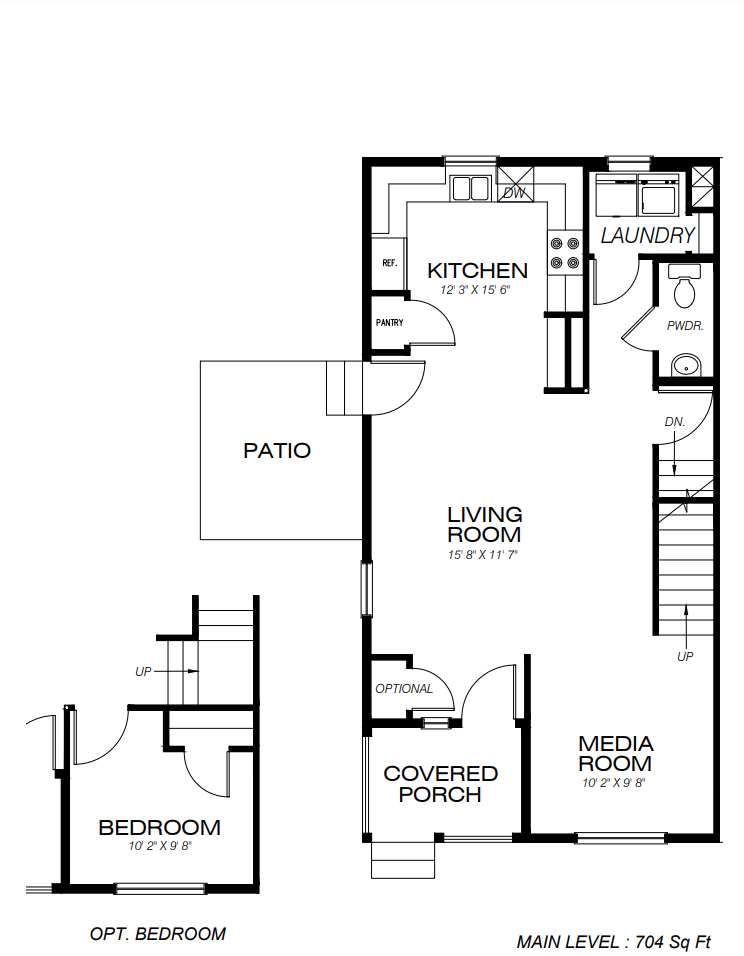 DW
LAUNDRY
REF.
KITCHEN
12' 3" X 15' 6"
PANTRY
PWDR.
DN.
PATIO
LIVING
ROOM
15' 8" X 11' 7"
UP
UP
OPTIONAL
MEDIA
ROOM
10' 2" X 9' 8"
COVERED
PORCH
BEDROOM
10' 2" X 9' 8"
OPT. BEDROOM
MAIN LEVEL : 704 Sq Ft